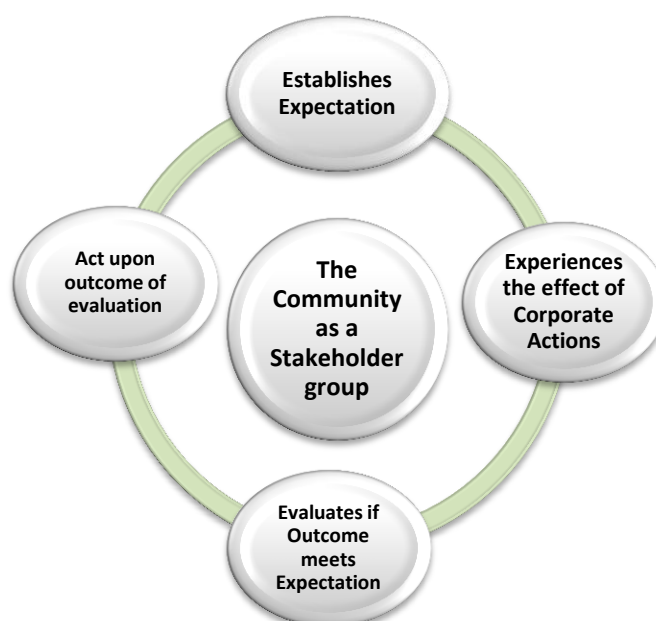 Establishes
Expectation
Experiences
the effect of
Corporate
Actions
Evaluates if
Outcome
meets
Expectation
Act upon
outcome of
evaluation
The
Community
as a
Stakeholder
group